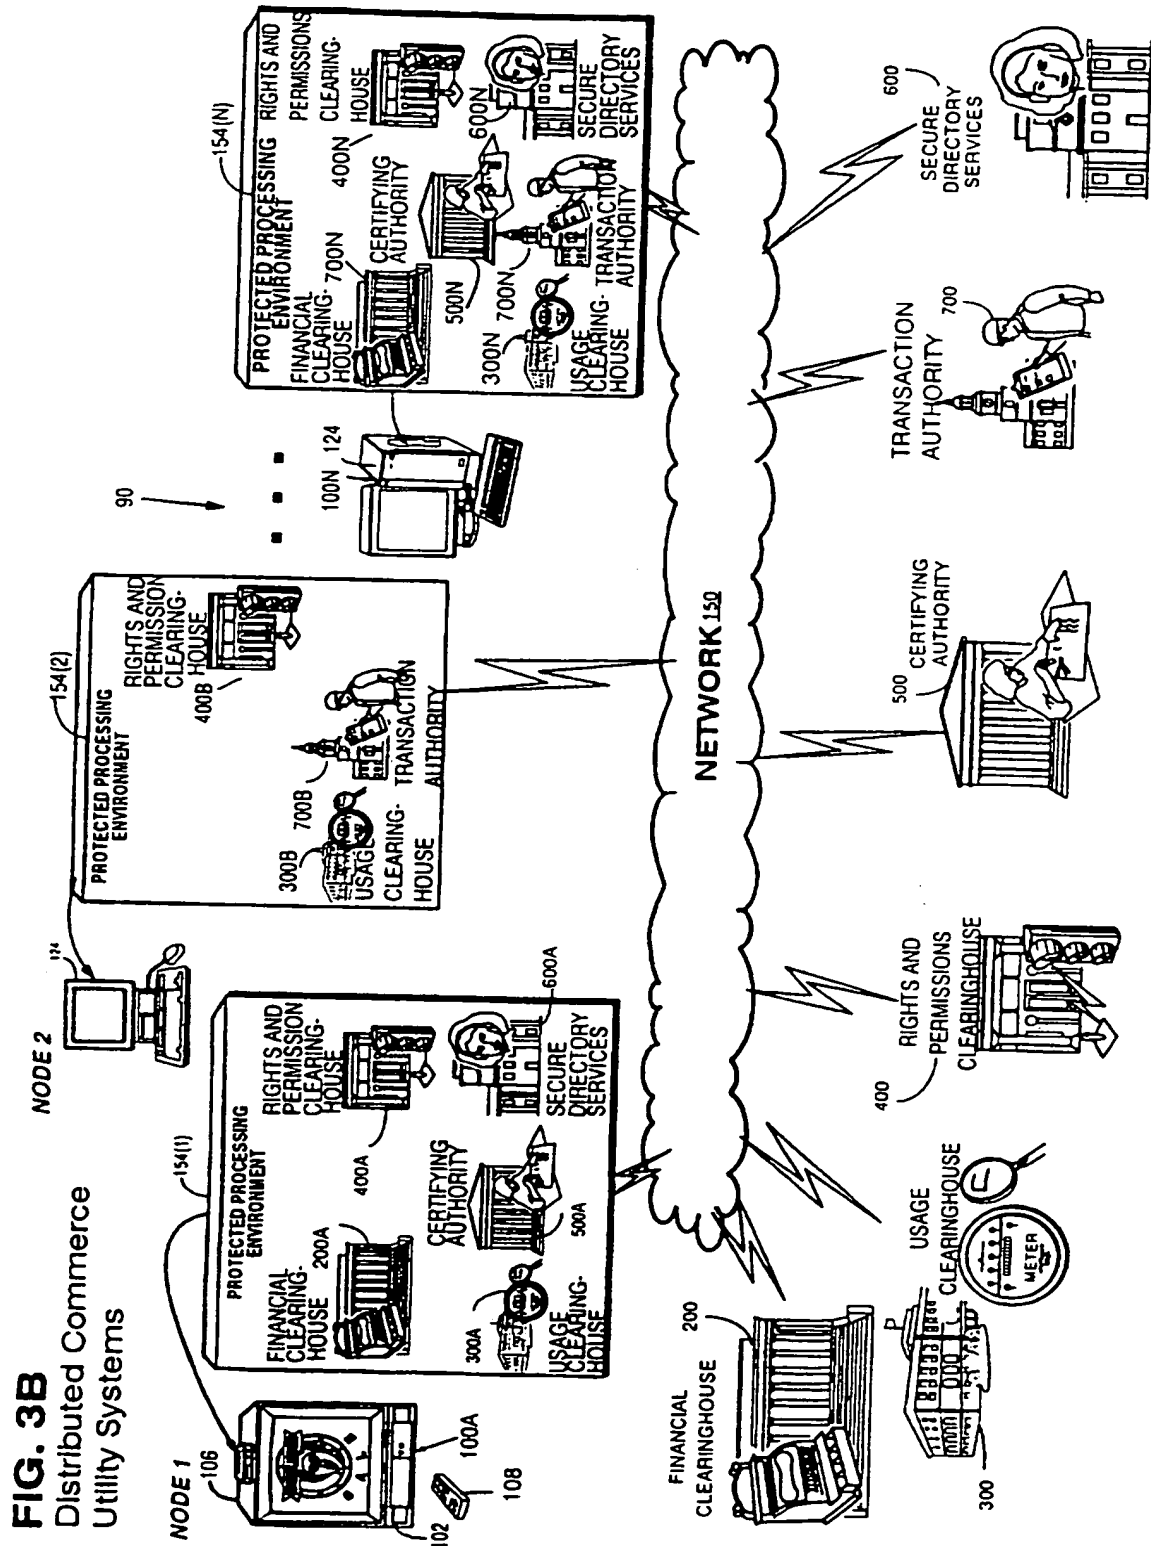 FIG. 3B
Distributed Commerce
Utility Systems
NODE 1
106
102
100A
108
154(1)
PROTECTED PROCESSING
ENVIRONMENT
FINANCIAL
CLEARING-
HOUSE
200A
RIGHTS AND
PERMISSION
CLEARING-
HOUSE
400A
300A
USAGE
CLEARING-
HOUSE
CERTIFYING
AUTHORITY
500A
SECURE
DIRECTORY
SERVICES
600A
NODE 2
124
154(2)
PROTECTED PROCESSING
ENVIRONMENT
RIGHTS AND
PERMISSION
CLEARING-
HOUSE
400B
300B
USAGE
CLEARING-
HOUSE
700B
TRANSACTION
AUTHORITY
90
100N
124
154(N)
PROTECTED PROCESSING
ENVIRONMENT
FINANCIAL
CLEARING-
HOUSE
700N
RIGHTS AND
PERMISSIONS
CLEARING-
HOUSE
400N
CERTIFYING
AUTHORITY
500N
300N
USAGE
CLEARING-
HOUSE
700N
TRANSACTION
AUTHORITY
600N
SECURE
DIRECTORY
SERVICES
NETWORK 150
FINANCIAL
CLEARINGHOUSE
200
300
USAGE
CLEARINGHOUSE
METER
400
RIGHTS AND
PERMISSIONS
CLEARINGHOUSE
500
CERTIFYING
AUTHORITY
TRANSACTION
AUTHORITY
700
SECURE
DIRECTORY
SERVICES
600